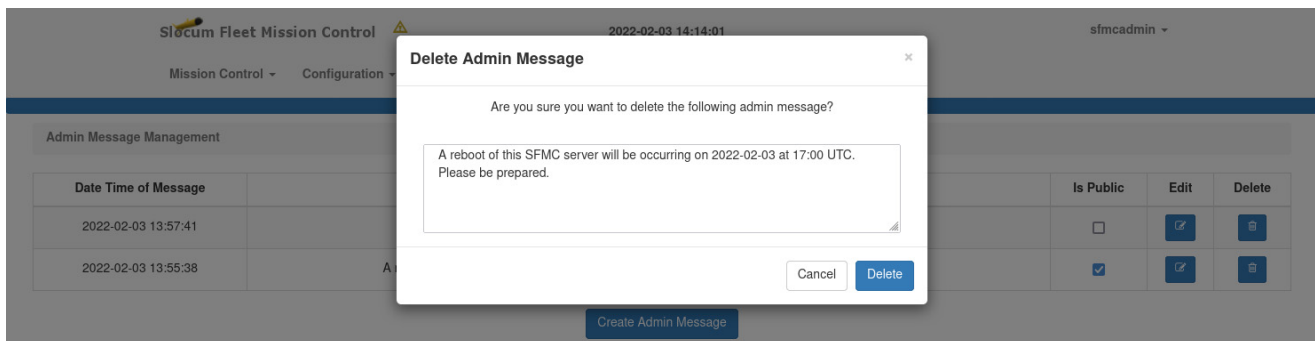 Slocum Fleet Mission Control
2022-02-03 14:14:01
sfmcadmin
Mission Control
Configuration
Delete Admin Message
×
Are you sure you want to delete the following admin message?
A reboot of this SFMC server will be occurring on 2022-02-03 at 17:00 UTC.
Please be prepared.
Cancel
Delete
Admin Message Management
Date Time of Message
Is Public
Edit
Delete
2022-02-03 13:57:41
2022-02-03 13:55:38
A
Create Admin Message